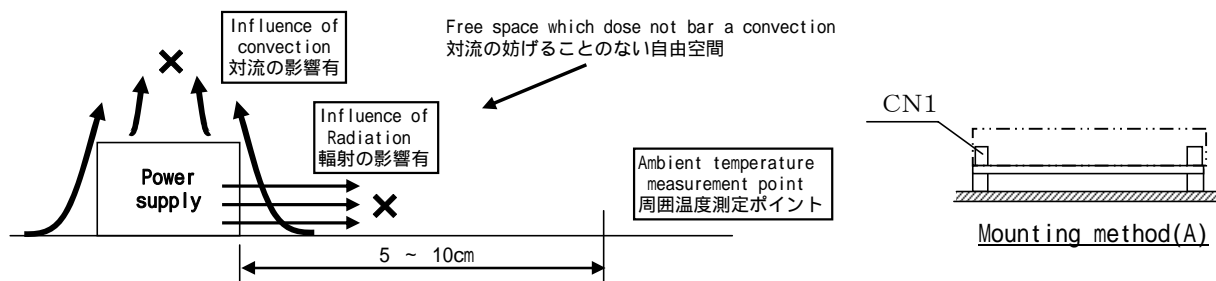 Influence of
convection
対流の影響有
Free space which dose not bar a convection
対流の妨げることのない自由空間
Influence of
Radiation
輻射の影響有
Power
supply
Ambient temperature
measurement point
周囲温度測定ポイント
5 ~ 10cm
CN1
Mounting method(A)